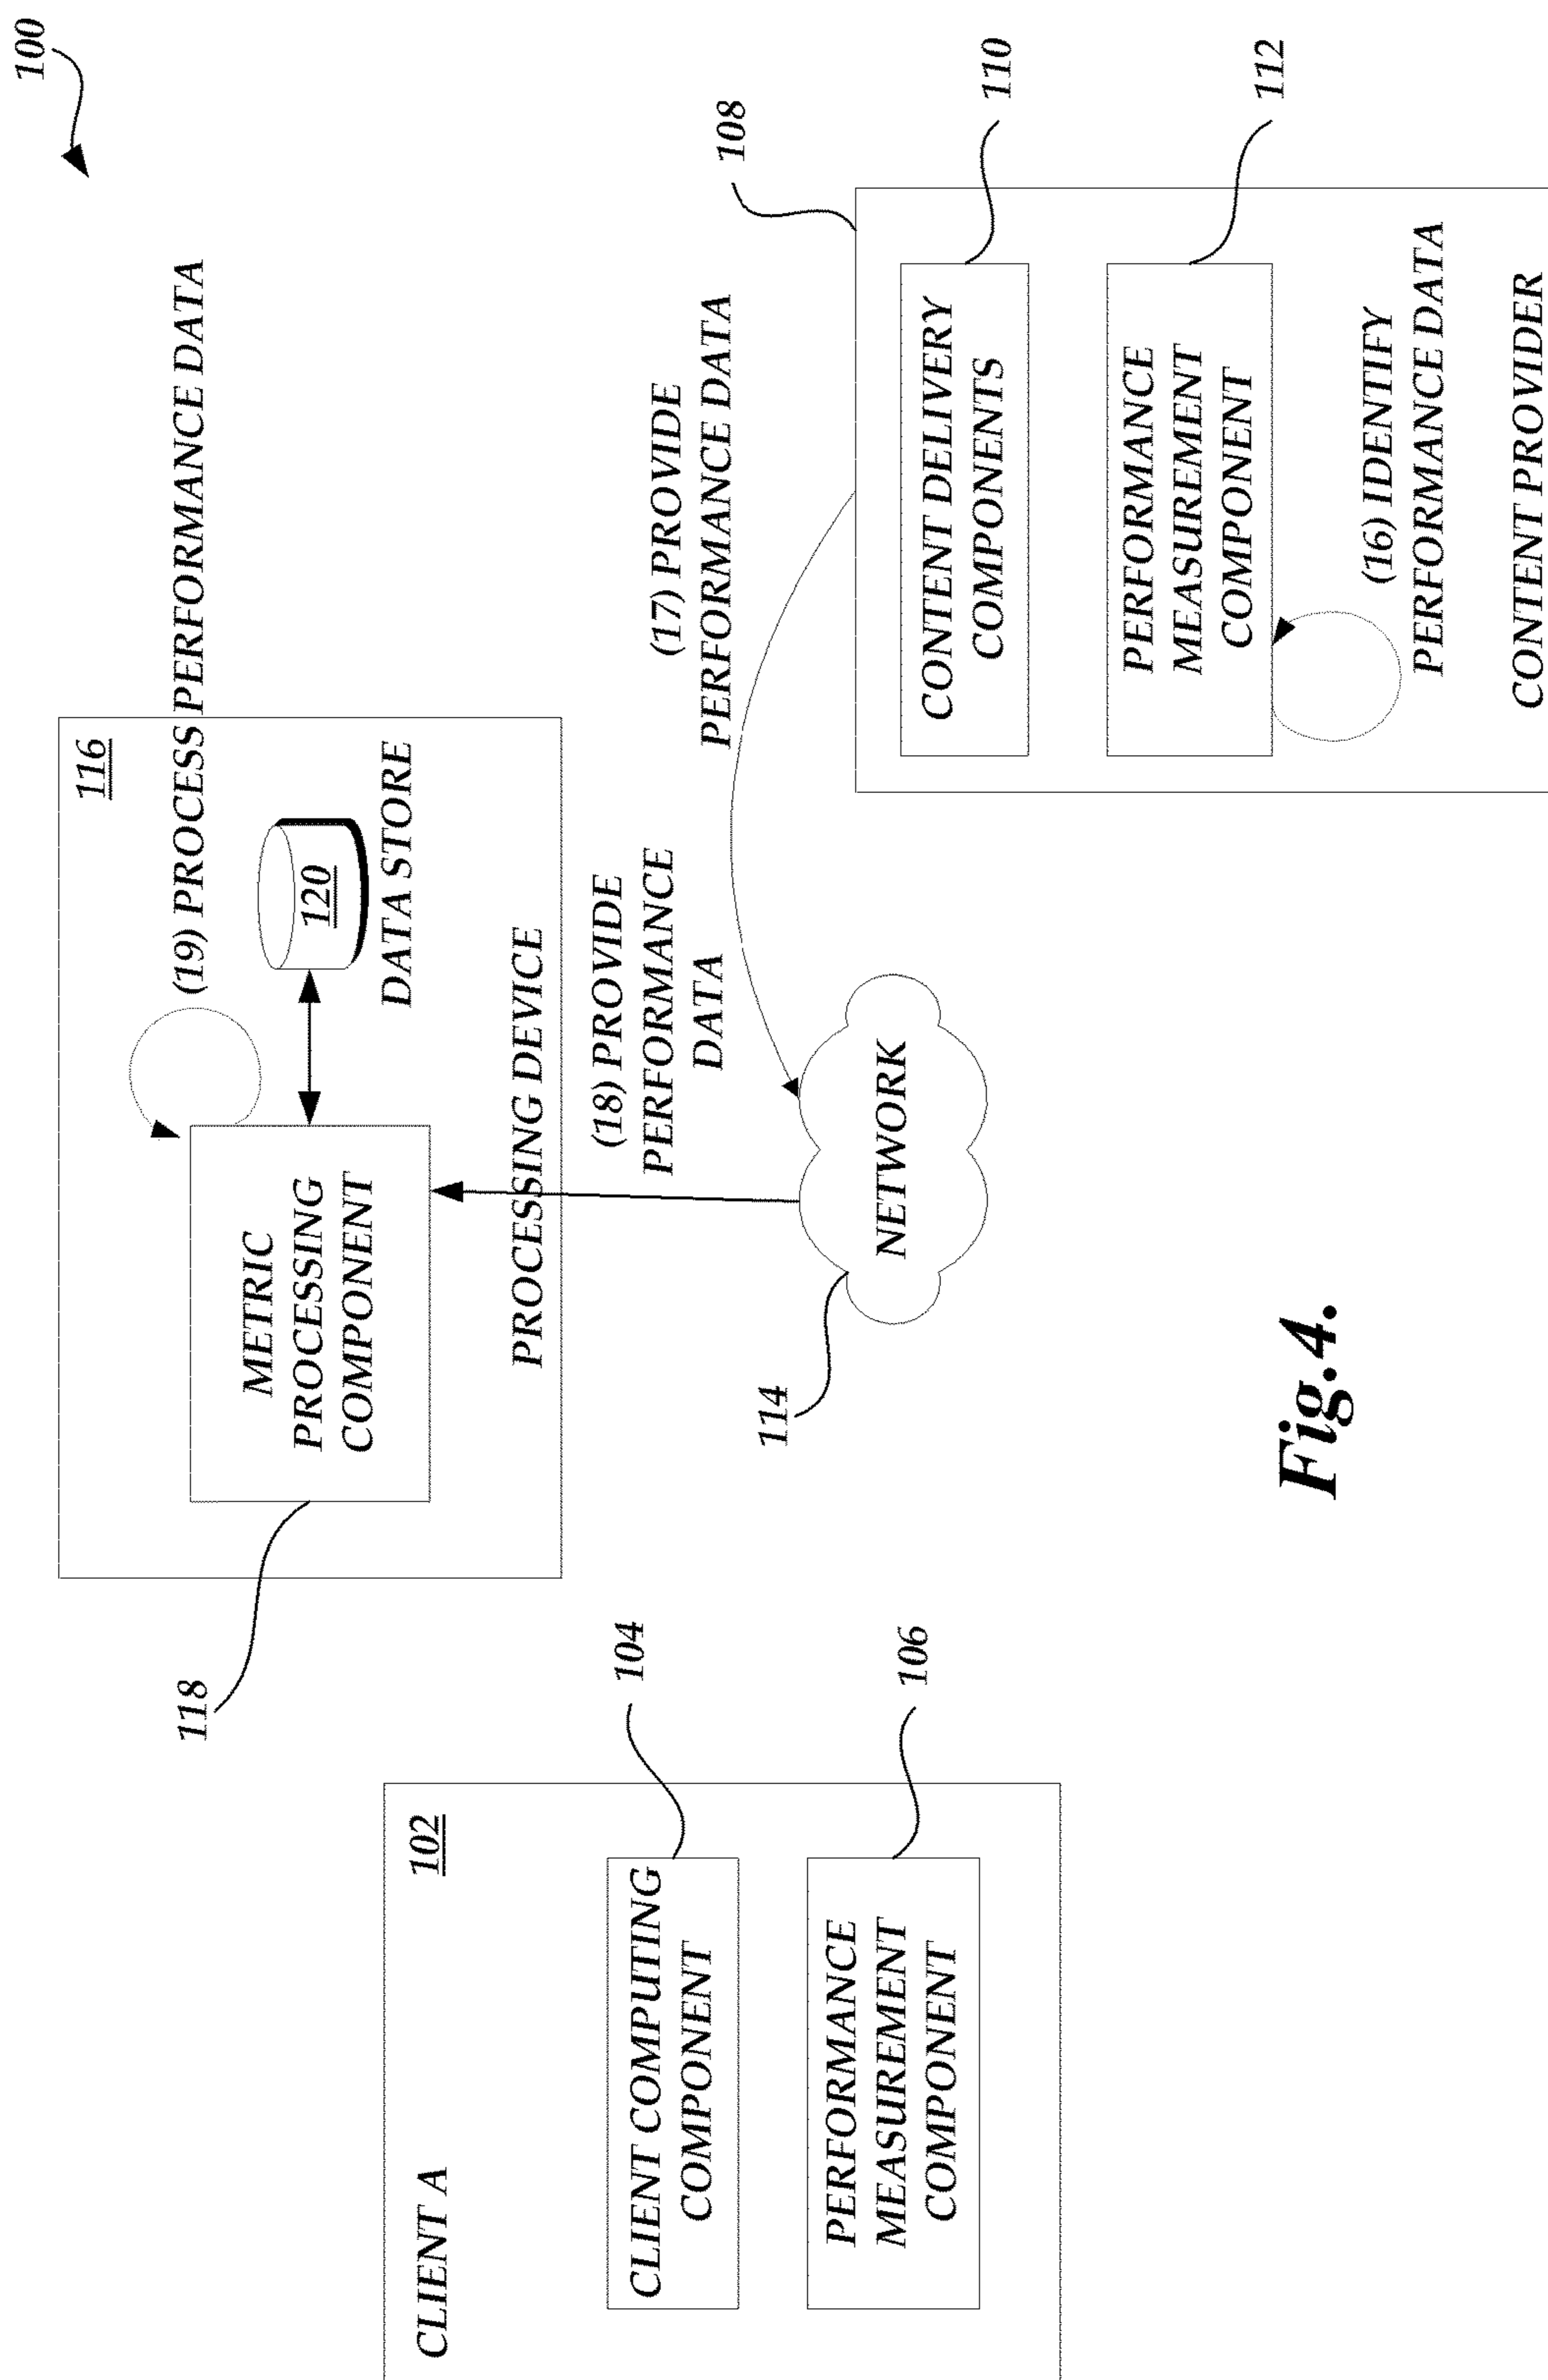 100
116
(19) PROCESS PERFORMANCE DATA
118
METRIC
PROCESSING
COMPONENT
120
DATA STORE
PROCESSING DEVICE
CLIENT A
102
CLIENT COMPUTING
COMPONENT
104
PERFORMANCE
MEASUREMENT
COMPONENT
106
(18) PROVIDE
PERFORMANCE
DATA
(17) PROVIDE
PERFORMANCE DATA
114
NETWORK
108
CONTENT DELIVERY
COMPONENTS
110
PERFORMANCE
MEASUREMENT
COMPONENT
112
(16) IDENTIFY
PERFORMANCE DATA
CONTENT PROVIDER
Fig.4.